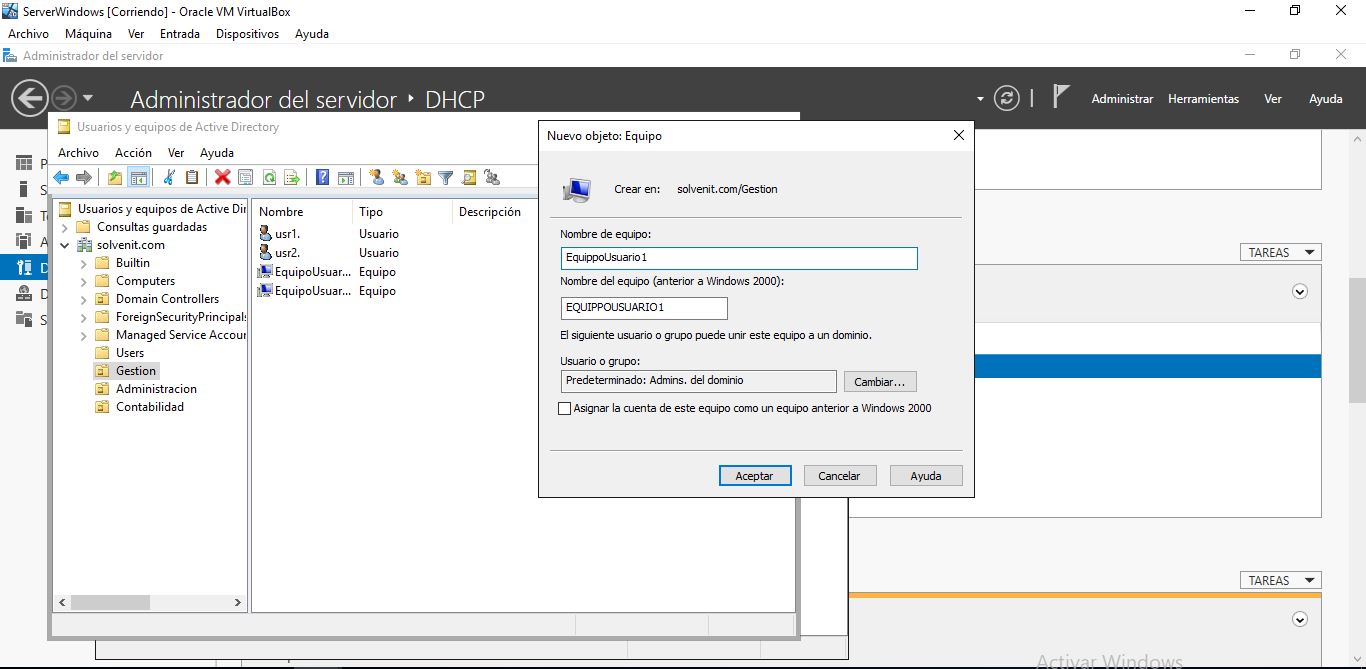 ServerWindows [Corriendo] - Oracle VM VirtualBox
Archivo Máquina Ver Entrada Dispositivos Ayuda
Administrador del servidor
Administrador del servidor ‣ DHCP
Administrar Herramientas Ver Ayuda
Usuarios y equipos de Active Directory
Archivo Acción Ver Ayuda
Usuarios y equipos de Active Dir
Consultas guardadas
solvenit.com
Builtin
Computers
Domain Controllers
ForeignSecurityPrincipals
Managed Service Accour
Users
Gestion
Administracion
Contabilidad
Nombre Tipo Descripción
usr1. Usuario
usr2. Usuario
EquipoUsuar... Equipo
EquipoUsuar... Equipo
Nuevo objeto: Equipo
Crear en: solvenit.com/Gestion
Nombre de equipo:
EquippoUsuario1
Nombre del equipo (anterior a Windows 2000):
EQUIPPOUSUARIO1
El siguiente usuario o grupo puede unir este equipo a un dominio.
Usuario o grupo:
Predeterminado: Admins. del dominio
Cambiar...
Asignar la cuenta de este equipo como un equipo anterior a Windows 2000
Aceptar Cancelar Ayuda
TAREAS
TAREAS
Activar Windows